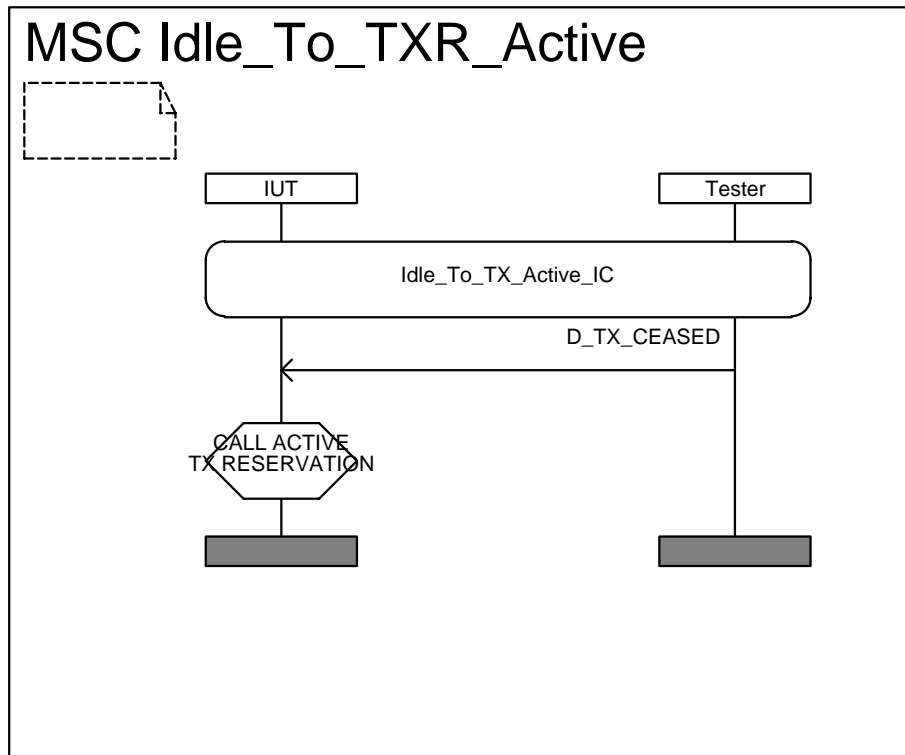 MSC Idle_To_TXR_Active
IUT
Tester
Idle_To_TX_Active_IC
D_TX_CEASED
CALL ACTIVE
TX RESERVATION